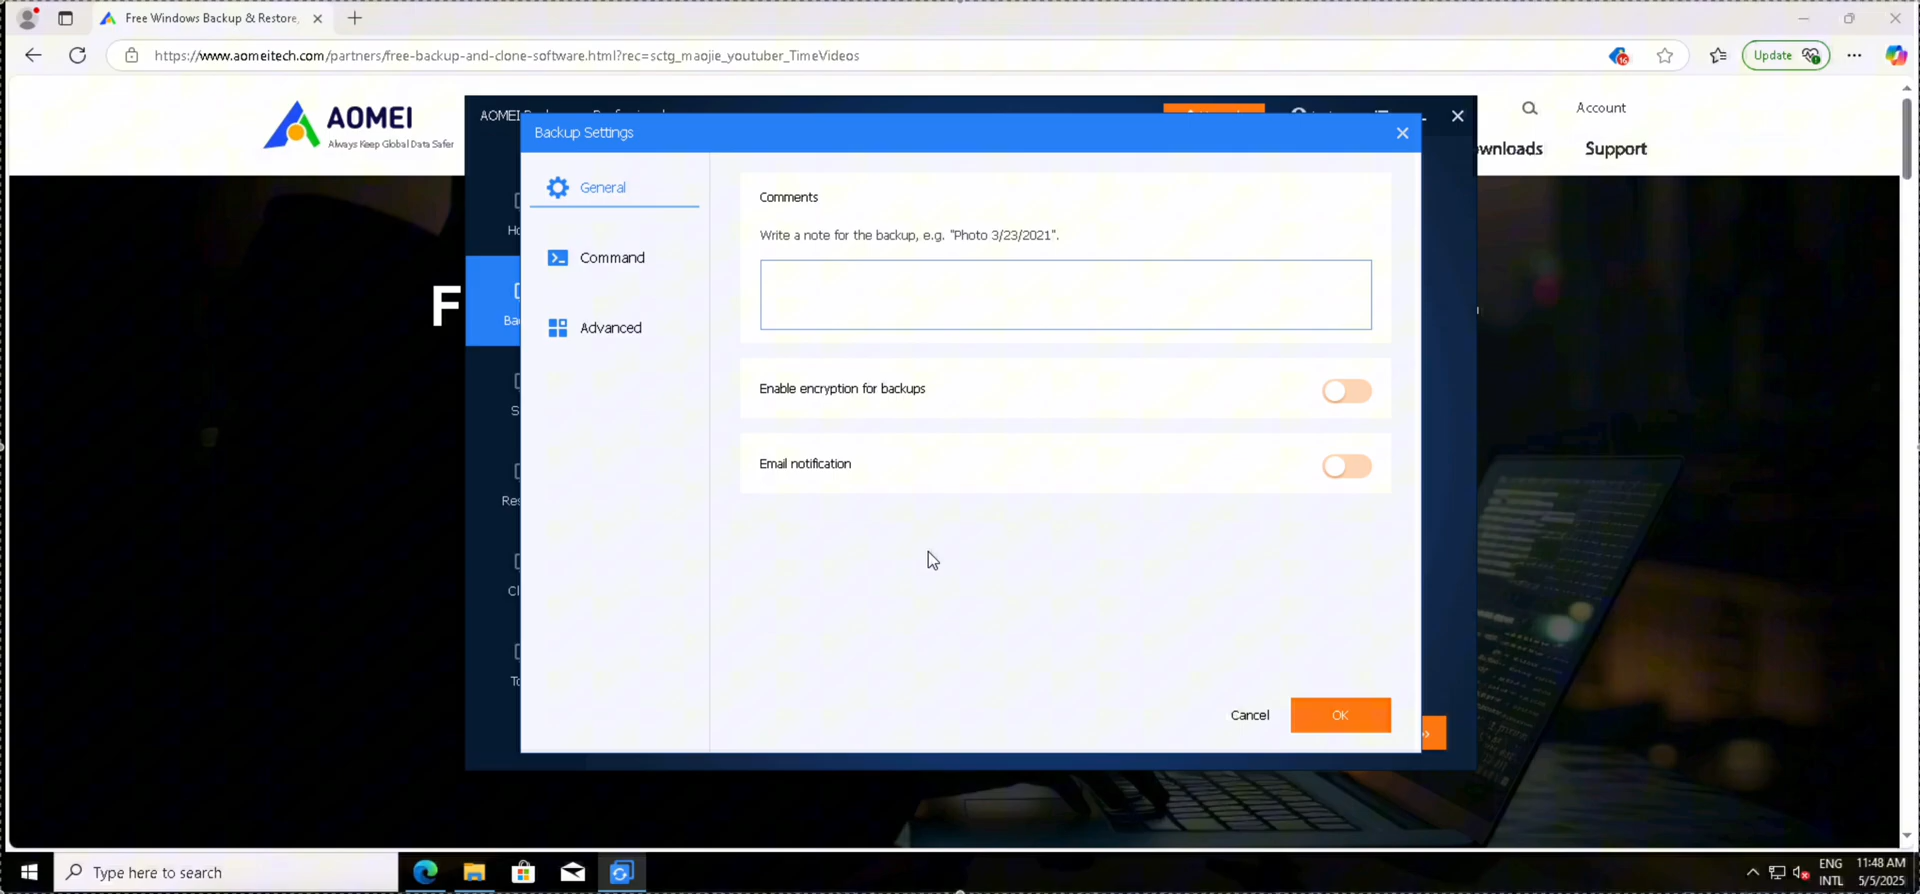 Free Windows Backup & Restore,
https://www.aomeitech.com/partners/free-backup-and-clone-software.html?rec=sctg_maojie_youtuber_TimeVideos
16
Update
AOMEI
Always Keep Global Data Safer
Account
Support
AOMEI
Backup Settings
General
Command
Advanced
Comments
Write a note for the backup, e.g. "Photo 3/23/2021".
Enable encryption for backups
Email notification
Cancel
OK
F
Type here to search
ENG
INTL
11:48 AM
5/5/2025